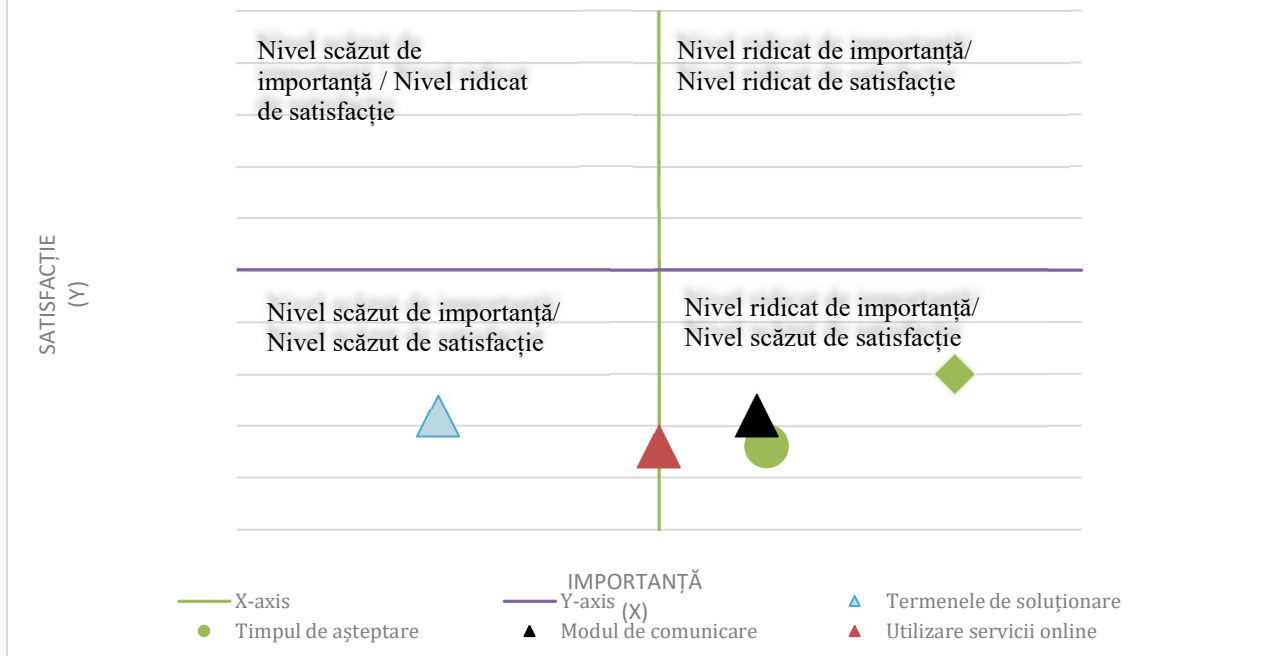 Nivel scăzut de
importanță / Nivel ridicat
de satisfacție
Nivel ridicat de importanță/
Nivel ridicat de satisfacție
SATISFACȚIE
(Y)
Nivel scăzut de importanță/
Nivel scăzut de satisfacție
Nivel ridicat de importanță/
Nivel scăzut de satisfacție
IMPORTANȚĂ
(X)
X-axis
Y-axis
Termenele de soluționare
Timpul de așteptare
Modul de comunicare
Utilizare servicii online